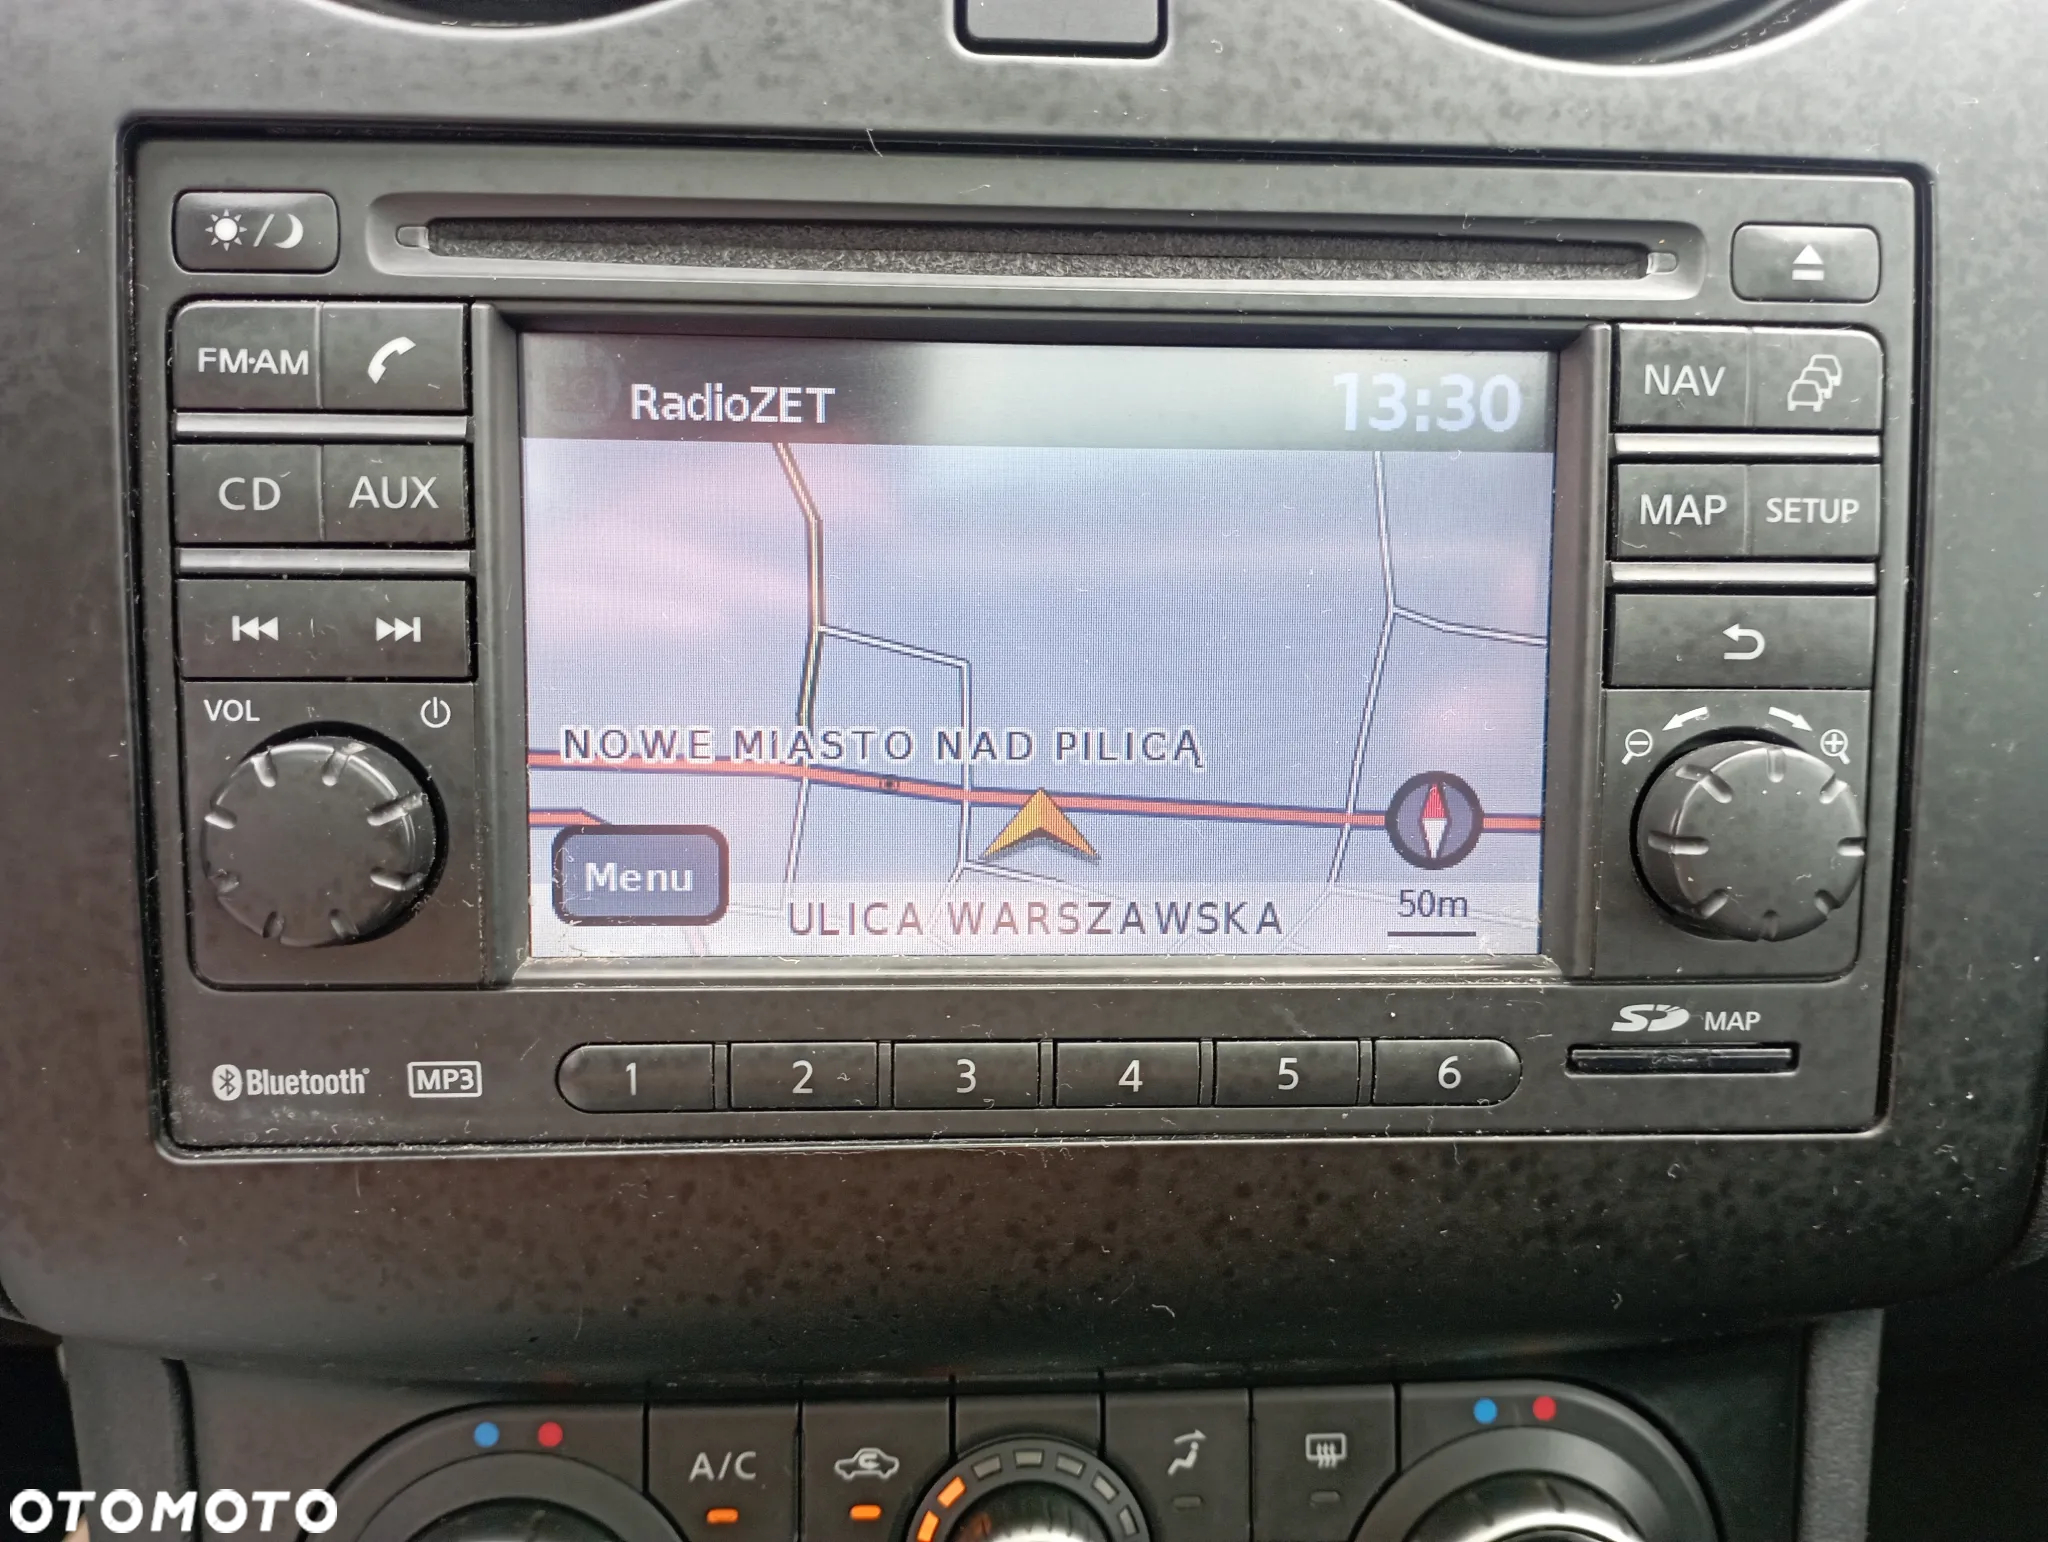 FM·AM
CD AUX
VOL
RadioZET 13:30
NOWE MIASTO NAD PILICĄ
Menu
ULICA WARSZAWSKA
50m
NAV
MAP SETUP
SD MAP
Bluetooth MP3
1 2 3 4 5 6
A/C
OTOMOTO